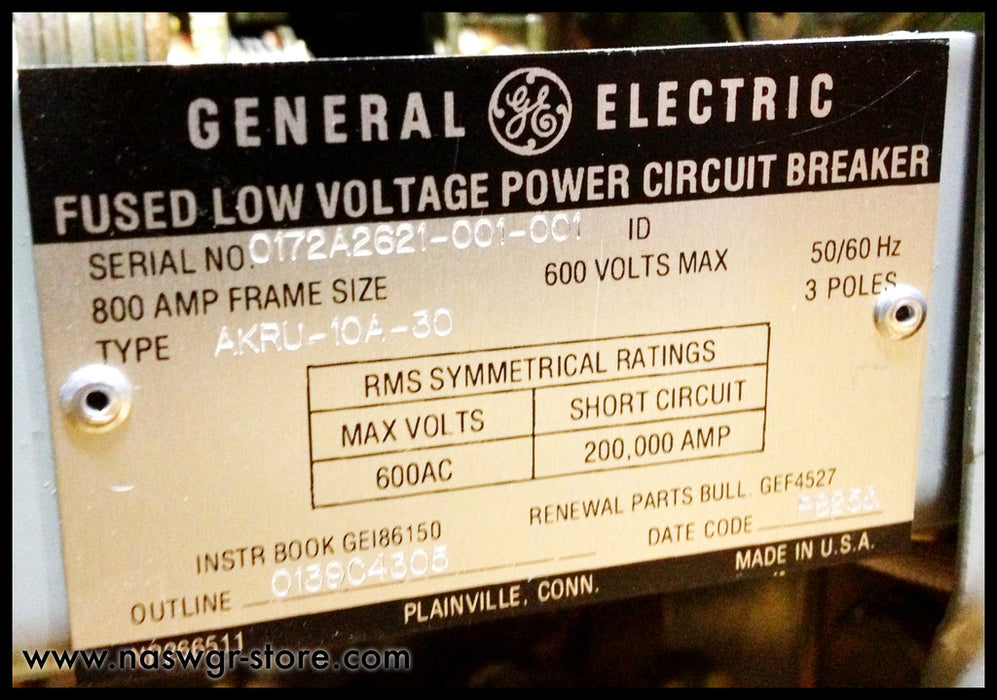 GENERAL GE ELECTRIC
FUSED LOW VOLTAGE POWER CIRCUIT BREAKER
SERIAL NO. 0172A2621-001-001 ID
800 AMP FRAME SIZE 600 VOLTS MAX 50/60 Hz
3 POLES
TYPE AKRU-10A-30
RMS SYMMETRICAL RATINGS
MAX VOLTS SHORT CIRCUIT
600AC 200,000 AMP
INSTR BOOK GEI86150 RENEWAL PARTS BULL. GEF4527
OUTLINE 0139C4305 DATE CODE P825A
PLAINVILLE, CONN. MADE IN U.S.A.
www.naswgr-store.com